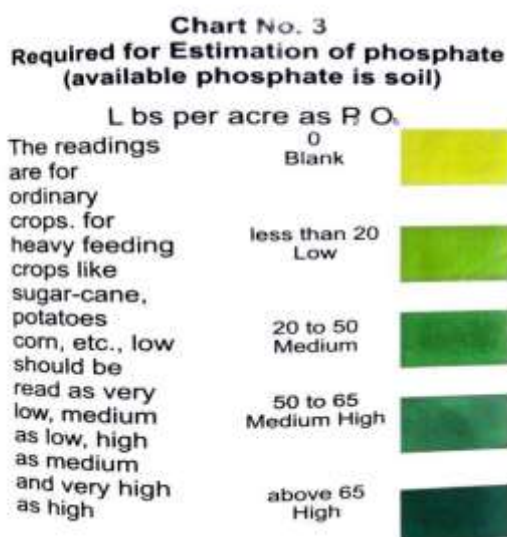 Chart No. 3
Required for Estimation of phosphate
(available phosphate is soil)
L bs per acre as P2 O5
The readings
are for
ordinary
crops. for
heavy feeding
crops like
sugar-cane,
potatoes
corn, etc., low
should be
read as very
low, medium
as low, high
as medium
and very high
as high
0
Blank
less than 20
Low
20 to 50
Medium
50 to 65
Medium High
above 65
High